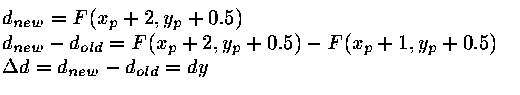 d_{new} = F(x_p + 2, y_p + 0.5)
d_{new} − d_{old} = F(x_p + 2, y_p + 0.5) − F(x_p + 1, y_p + 0.5)
Δd = d_{new} − d_{old} = dy